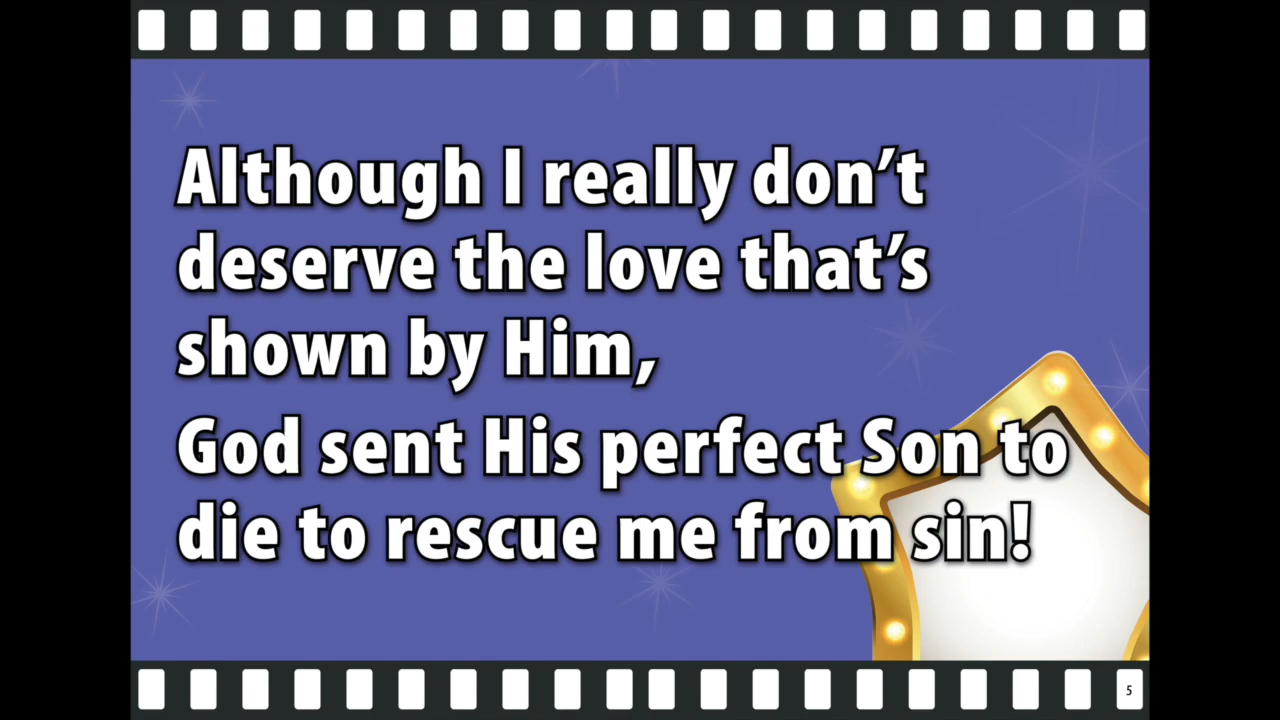 Although I really don’t
deserve the love that’s
shown by Him,
God sent His perfect Son to
die to rescue me from sin!
5